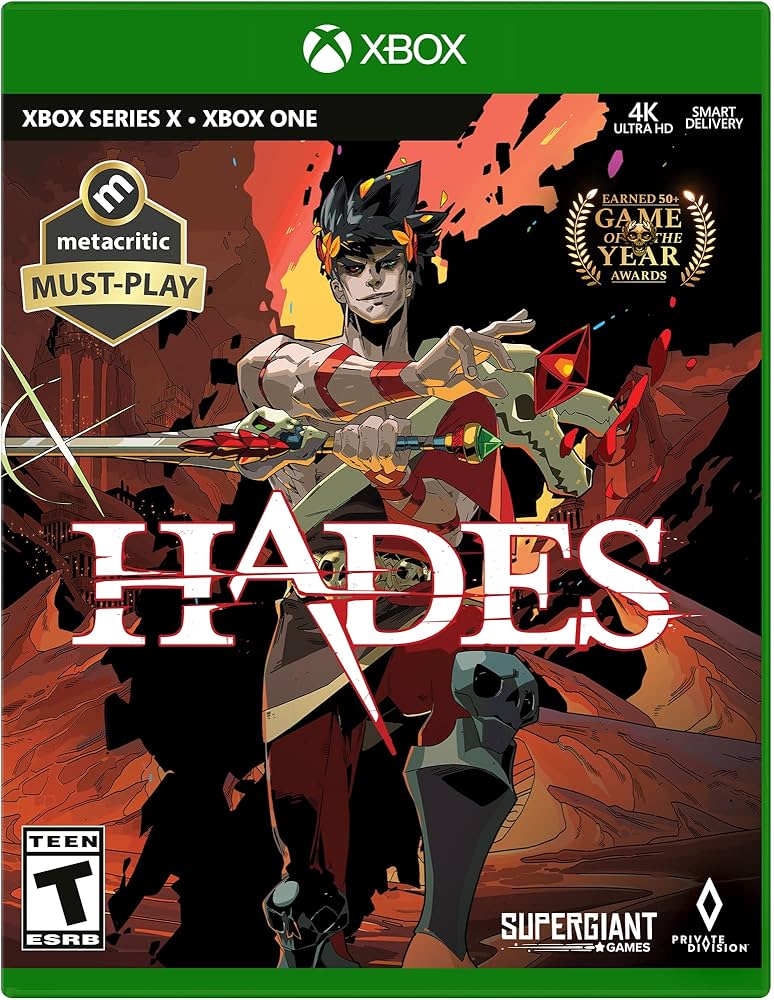 XBOX
XBOX SERIES X • XBOX ONE
4K
ULTRA HD
SMART
DELIVERY
m
metacritic
MUST-PLAY
EARNED 50+
GAME
OF THE
YEAR
AWARDS
HADES
TEEN
T
ESRB
SUPERGIANT
GAMES
PRIVATE
DIVISION